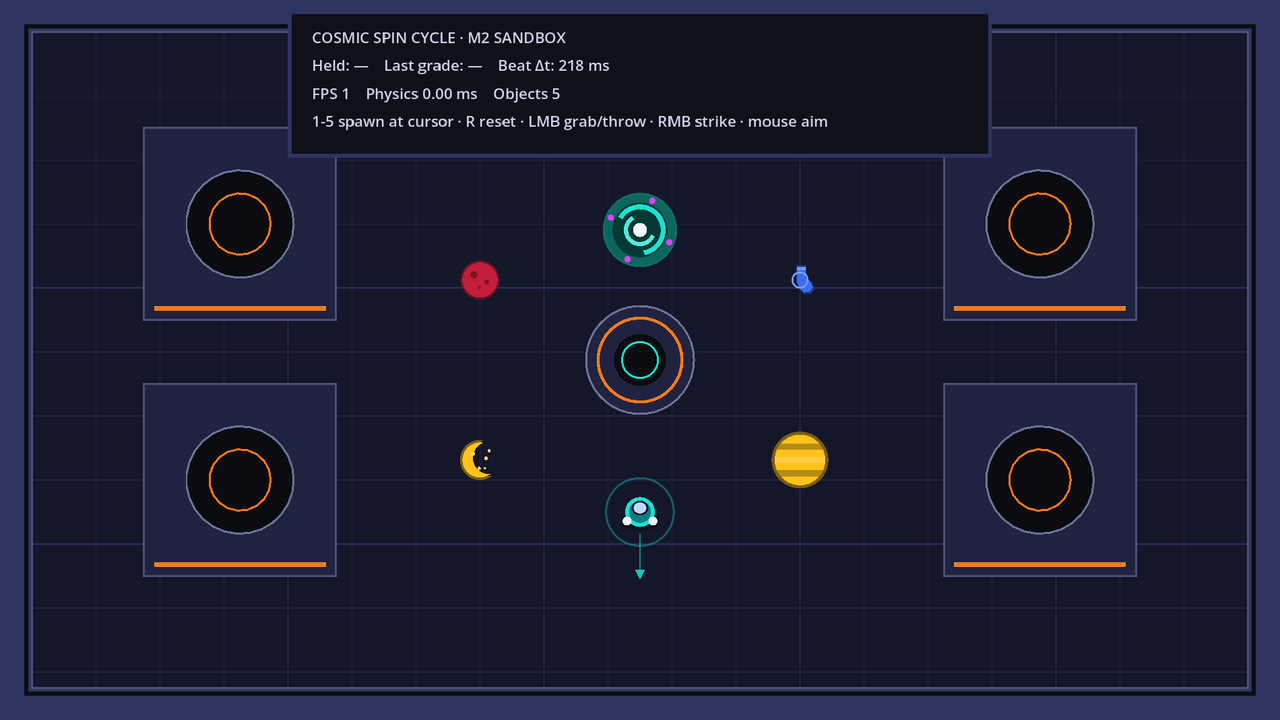 COSMIC SPIN CYCLE · M2 SANDBOX
Held: — Last grade: — Beat Δt: 218 ms
FPS 1 Physics 0.00 ms Objects 5
1-5 spawn at cursor · R reset · LMB grab/throw · RMB strike · mouse aim